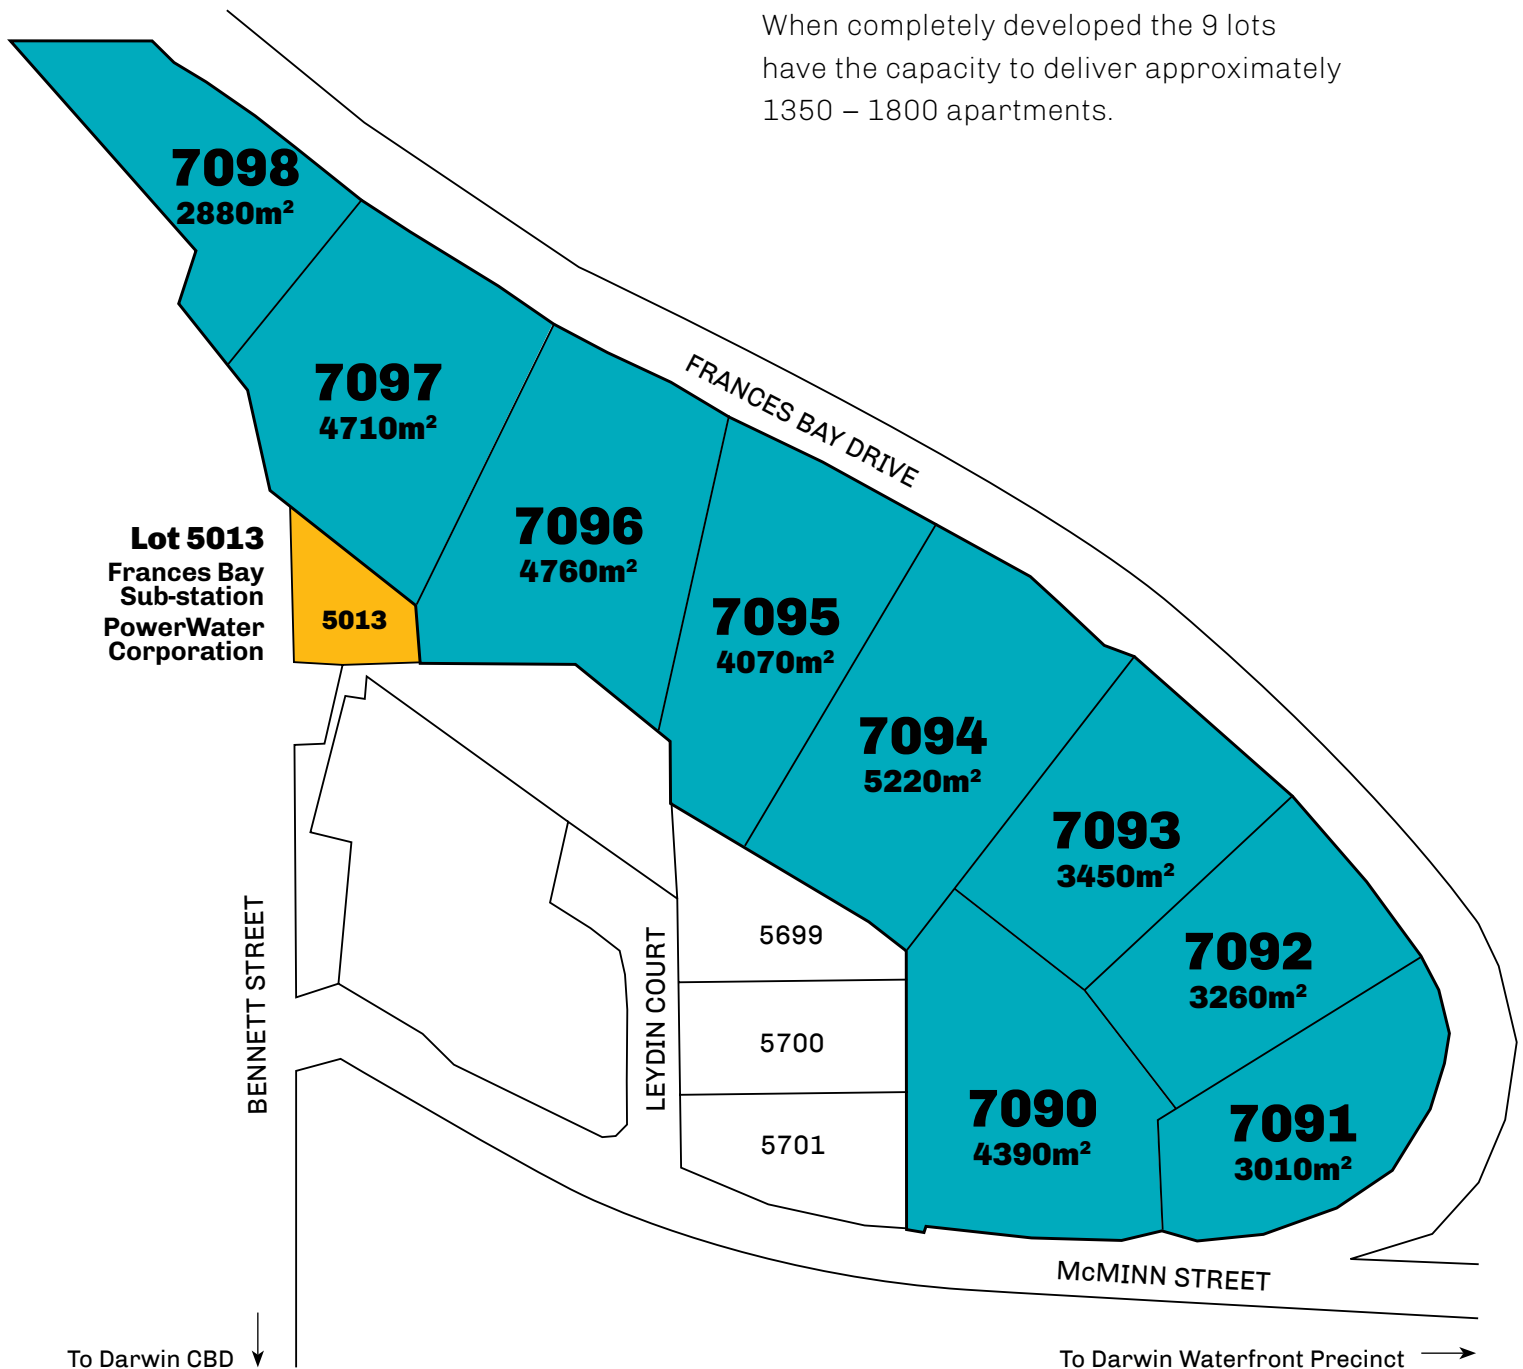 When completely developed the 9 lots
have the capacity to deliver approximately
1350 – 1800 apartments.
7098
2880m²
7097
4710m²
FRANCES BAY DRIVE
7096
4760m²
Lot 5013
Frances Bay
Sub-station
PowerWater
Corporation
5013
7095
4070m²
7094
5220m²
7093
3450m²
7092
3260m²
5699
5700
5701
BENNETT STREET
LEYDIN COURT
7090
4390m²
7091
3010m²
McMINN STREET
To Darwin CBD
To Darwin Waterfront Precinct